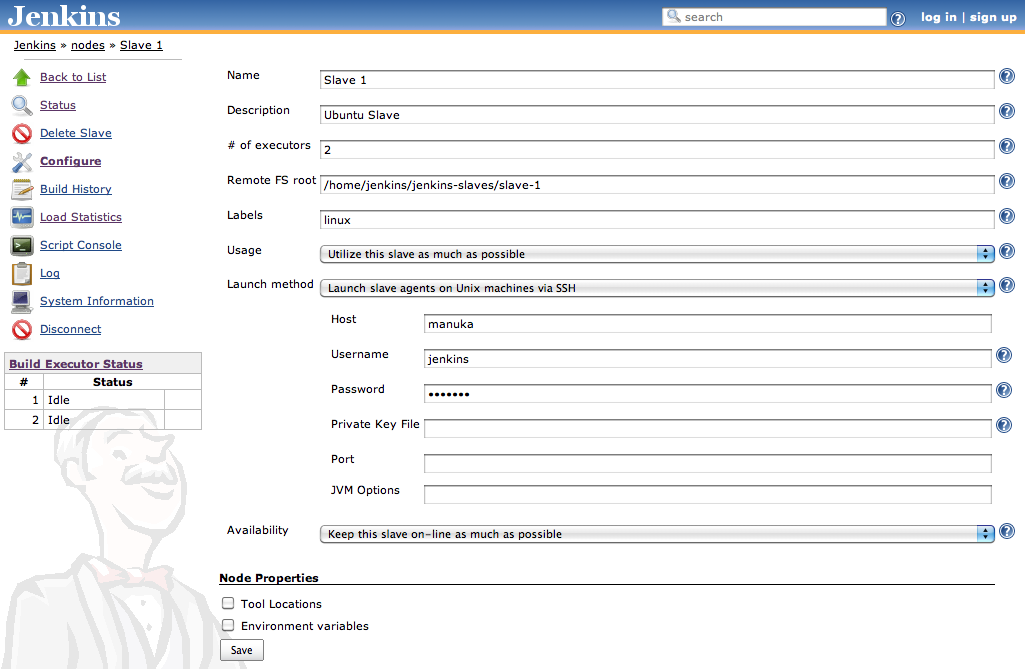 Jenkins
search
log in | sign up
Jenkins » nodes » Slave 1
Back to List
Status
Delete Slave
Configure
Build History
Load Statistics
Script Console
Log
System Information
Disconnect
Build Executor Status
# Status
1 Idle
2 Idle
Name Slave 1
Description Ubuntu Slave
# of executors 2
Remote FS root /home/jenkins/jenkins-slaves/slave-1
Labels linux
Usage Utilize this slave as much as possible
Launch method Launch slave agents on Unix machines via SSH
Host manuka
Username jenkins
Password •••••••
Private Key File
Port
JVM Options
Availability Keep this slave on-line as much as possible
Node Properties
Tool Locations
Environment variables
Save